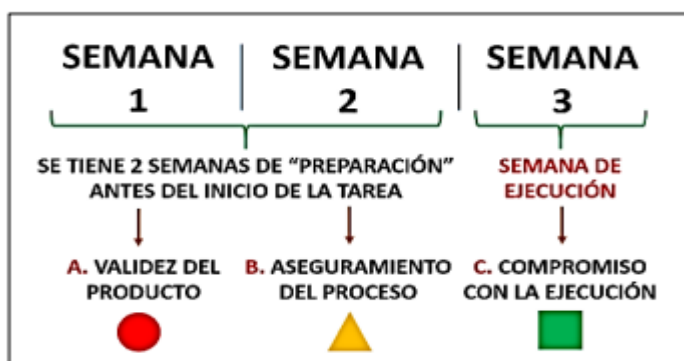 SEMANA
1
SEMANA
2
SEMANA
3
SE TIENE 2 SEMANAS DE “PREPARACIÓN”
ANTES DEL INICIO DE LA TAREA
SEMANA DE
EJECUCIÓN
A. VALIDEZ DEL
PRODUCTO
B. ASEGURAMIENTO
DEL PROCESO
C. COMPROMISO
CON LA EJECUCIÓN